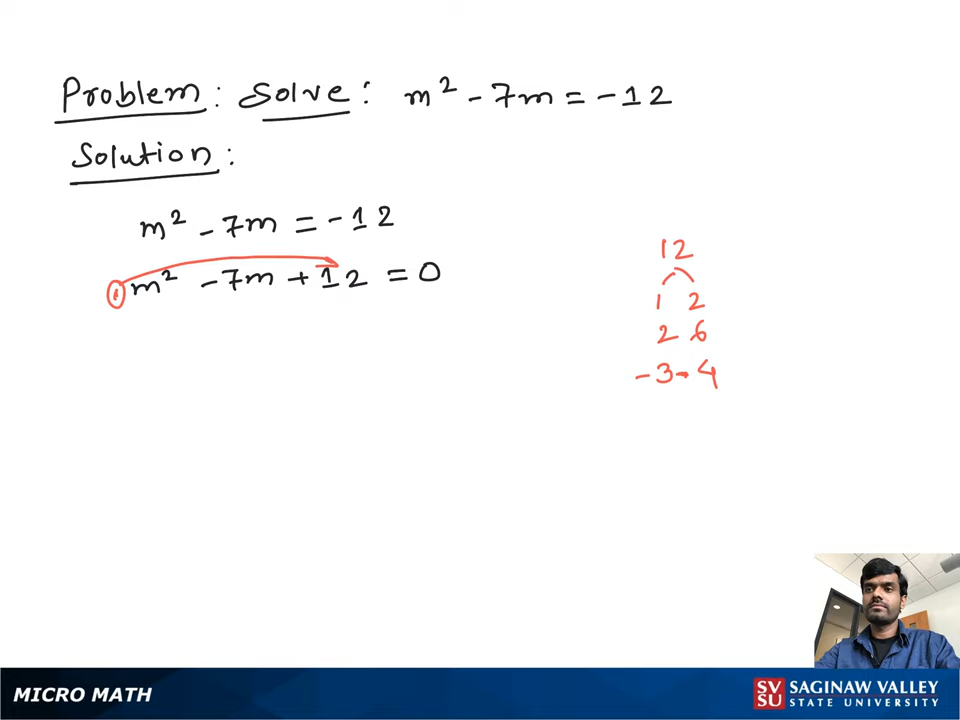 Problem: Solve: m² - 7m = -12
Solution:
m² - 7m = -12
1 m² - 7m + 12 = 0
12
1 2
2 6
-3 - 4
MICRO MATH
SV SU SAGINAW VALLEY
STATE UNIVERSITY